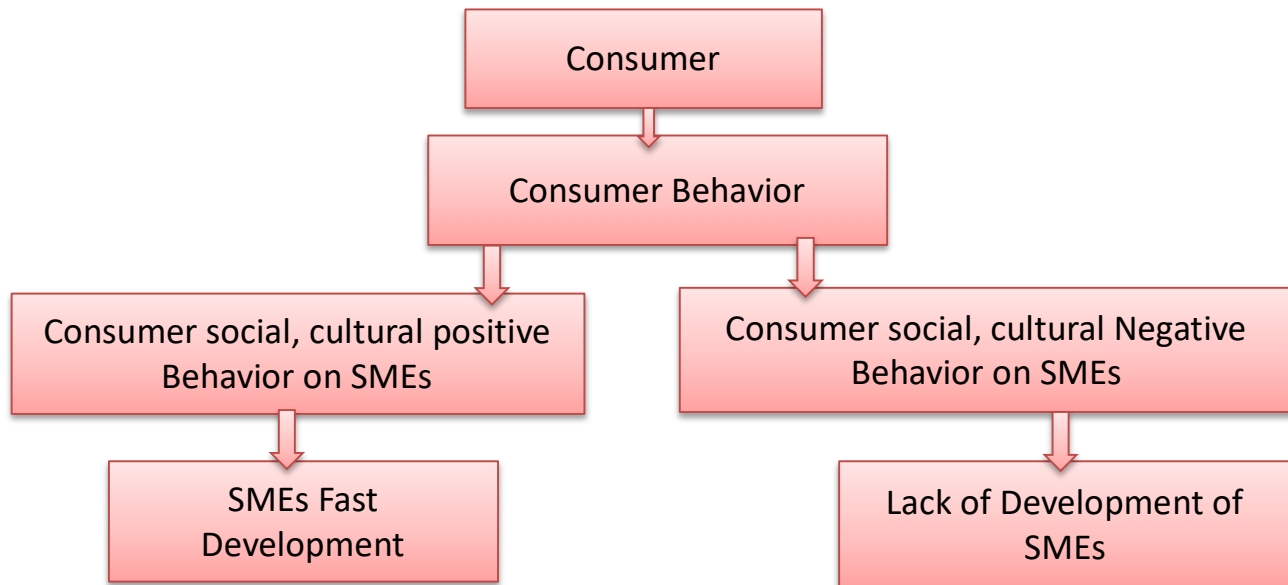 Consumer
Consumer Behavior
Consumer social, cultural positive
Behavior on SMEs
Consumer social, cultural Negative
Behavior on SMEs
SMEs Fast
Development
Lack of Development of
SMEs